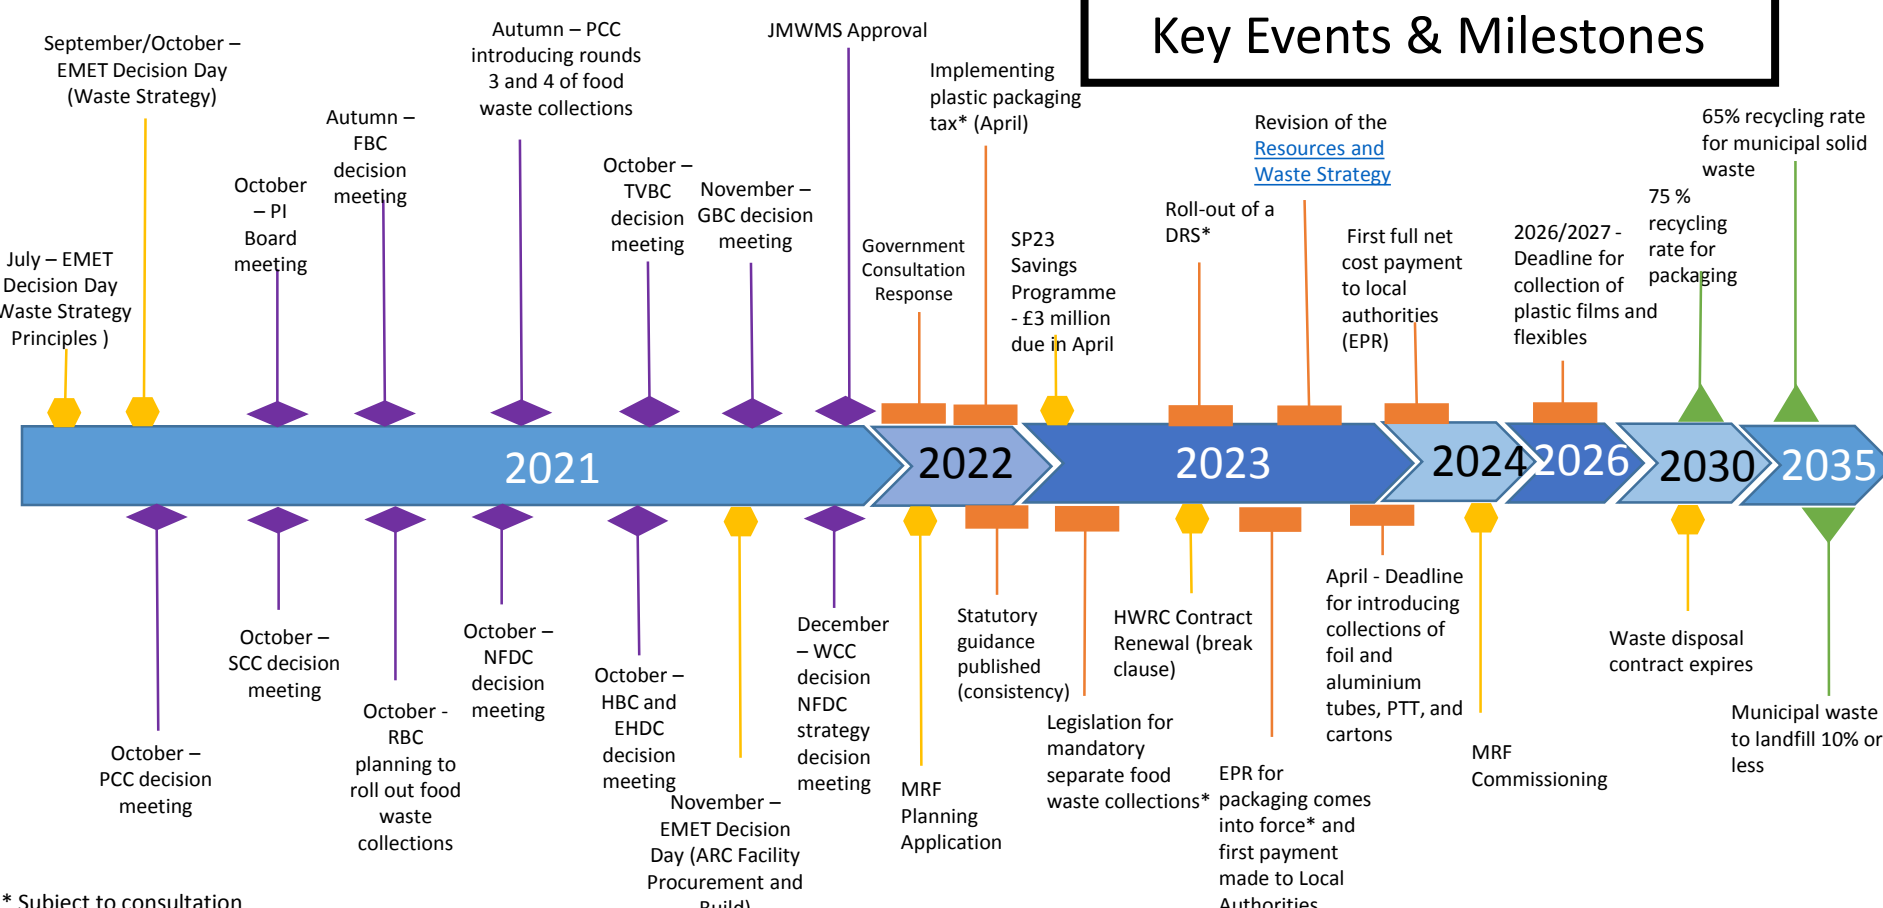 Key Events & Milestones
September/October –
EMET Decision Day
(Waste Strategy)
July – EMET
Decision Day
Waste Strategy
Principles )
October
– PI
Board
meeting
Autumn –
FBC
decision
meeting
Autumn – PCC
introducing rounds
3 and 4 of food
waste collections
October –
TVBC
decision
meeting
November –
GBC decision
meeting
JMWMS Approval
Government
Consultation
Response
Implementing
plastic packaging
tax* (April)
SP23
Savings
Programme
- £3 million
due in April
Roll-out of a
DRS*
Revision of the
Resources and
Waste Strategy
First full net
cost payment
to local
authorities
(EPR)
2026/2027 -
Deadline for
collection of
plastic films and
flexibles
75 %
recycling
rate for
packaging
65% recycling rate
for municipal solid
waste
2021
2022
2023
2024
2026
2030
2035
October –
PCC decision
meeting
October –
SCC decision
meeting
October -
RBC
planning to
roll out food
waste
collections
October –
NFDC
decision
meeting
October –
HBC and
EHDC
decision
meeting
November –
EMET Decision
Day (ARC Facility
Procurement and
Build)
December
– WCC
decision
NFDC
strategy
decision
meeting
MRF
Planning
Application
Statutory
guidance
published
(consistency)
Legislation for
mandatory
separate food
waste collections*
HWRC Contract
Renewal (break
clause)
EPR for
packaging comes
into force* and
first payment
made to Local
Authorities
April - Deadline
for introducing
collections of
foil and
aluminium
tubes, PTT, and
cartons
MRF
Commissioning
Waste disposal
contract expires
Municipal waste
to landfill 10% or
less
* Subject to consultation